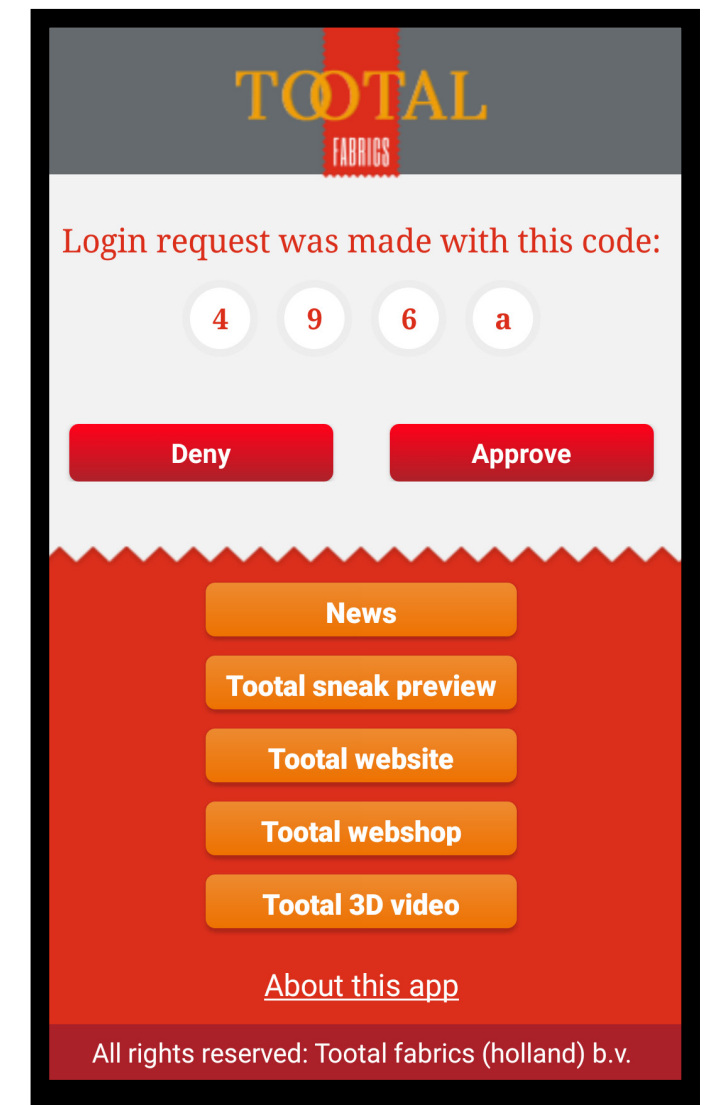 TOOTAL
FABRICS
Login request was made with this code:
4 9 6 a
Deny Approve
News
Tootal sneak preview
Tootal website
Tootal webshop
Tootal 3D video
About this app
All rights reserved: Tootal fabrics (holland) b.v.